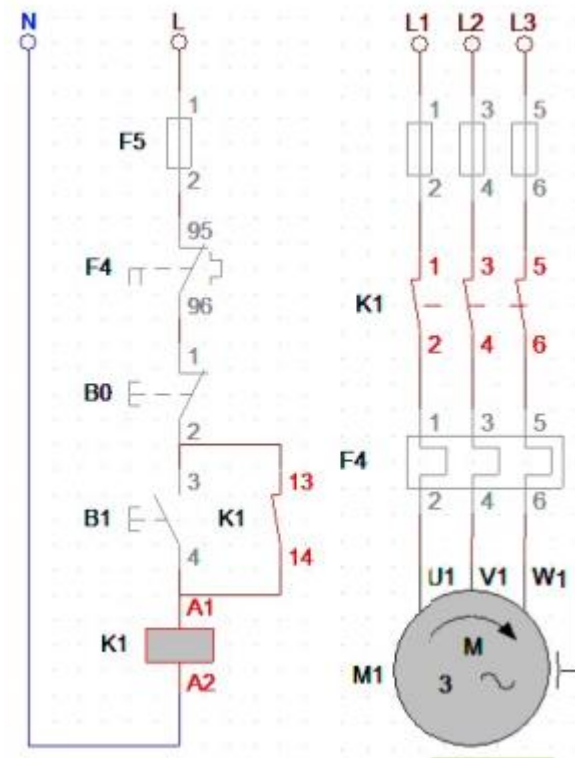 N L L1 L2 L3
1 1 3 5
F5
2 2 4 6
95 1 3 5
F4 K1
96 2 4 6
1 1 3 5
B0
2 F4
3 13 2 4 6
B1 K1
4 14 U1 V1 W1
A1
K1 M
A2 M1 3